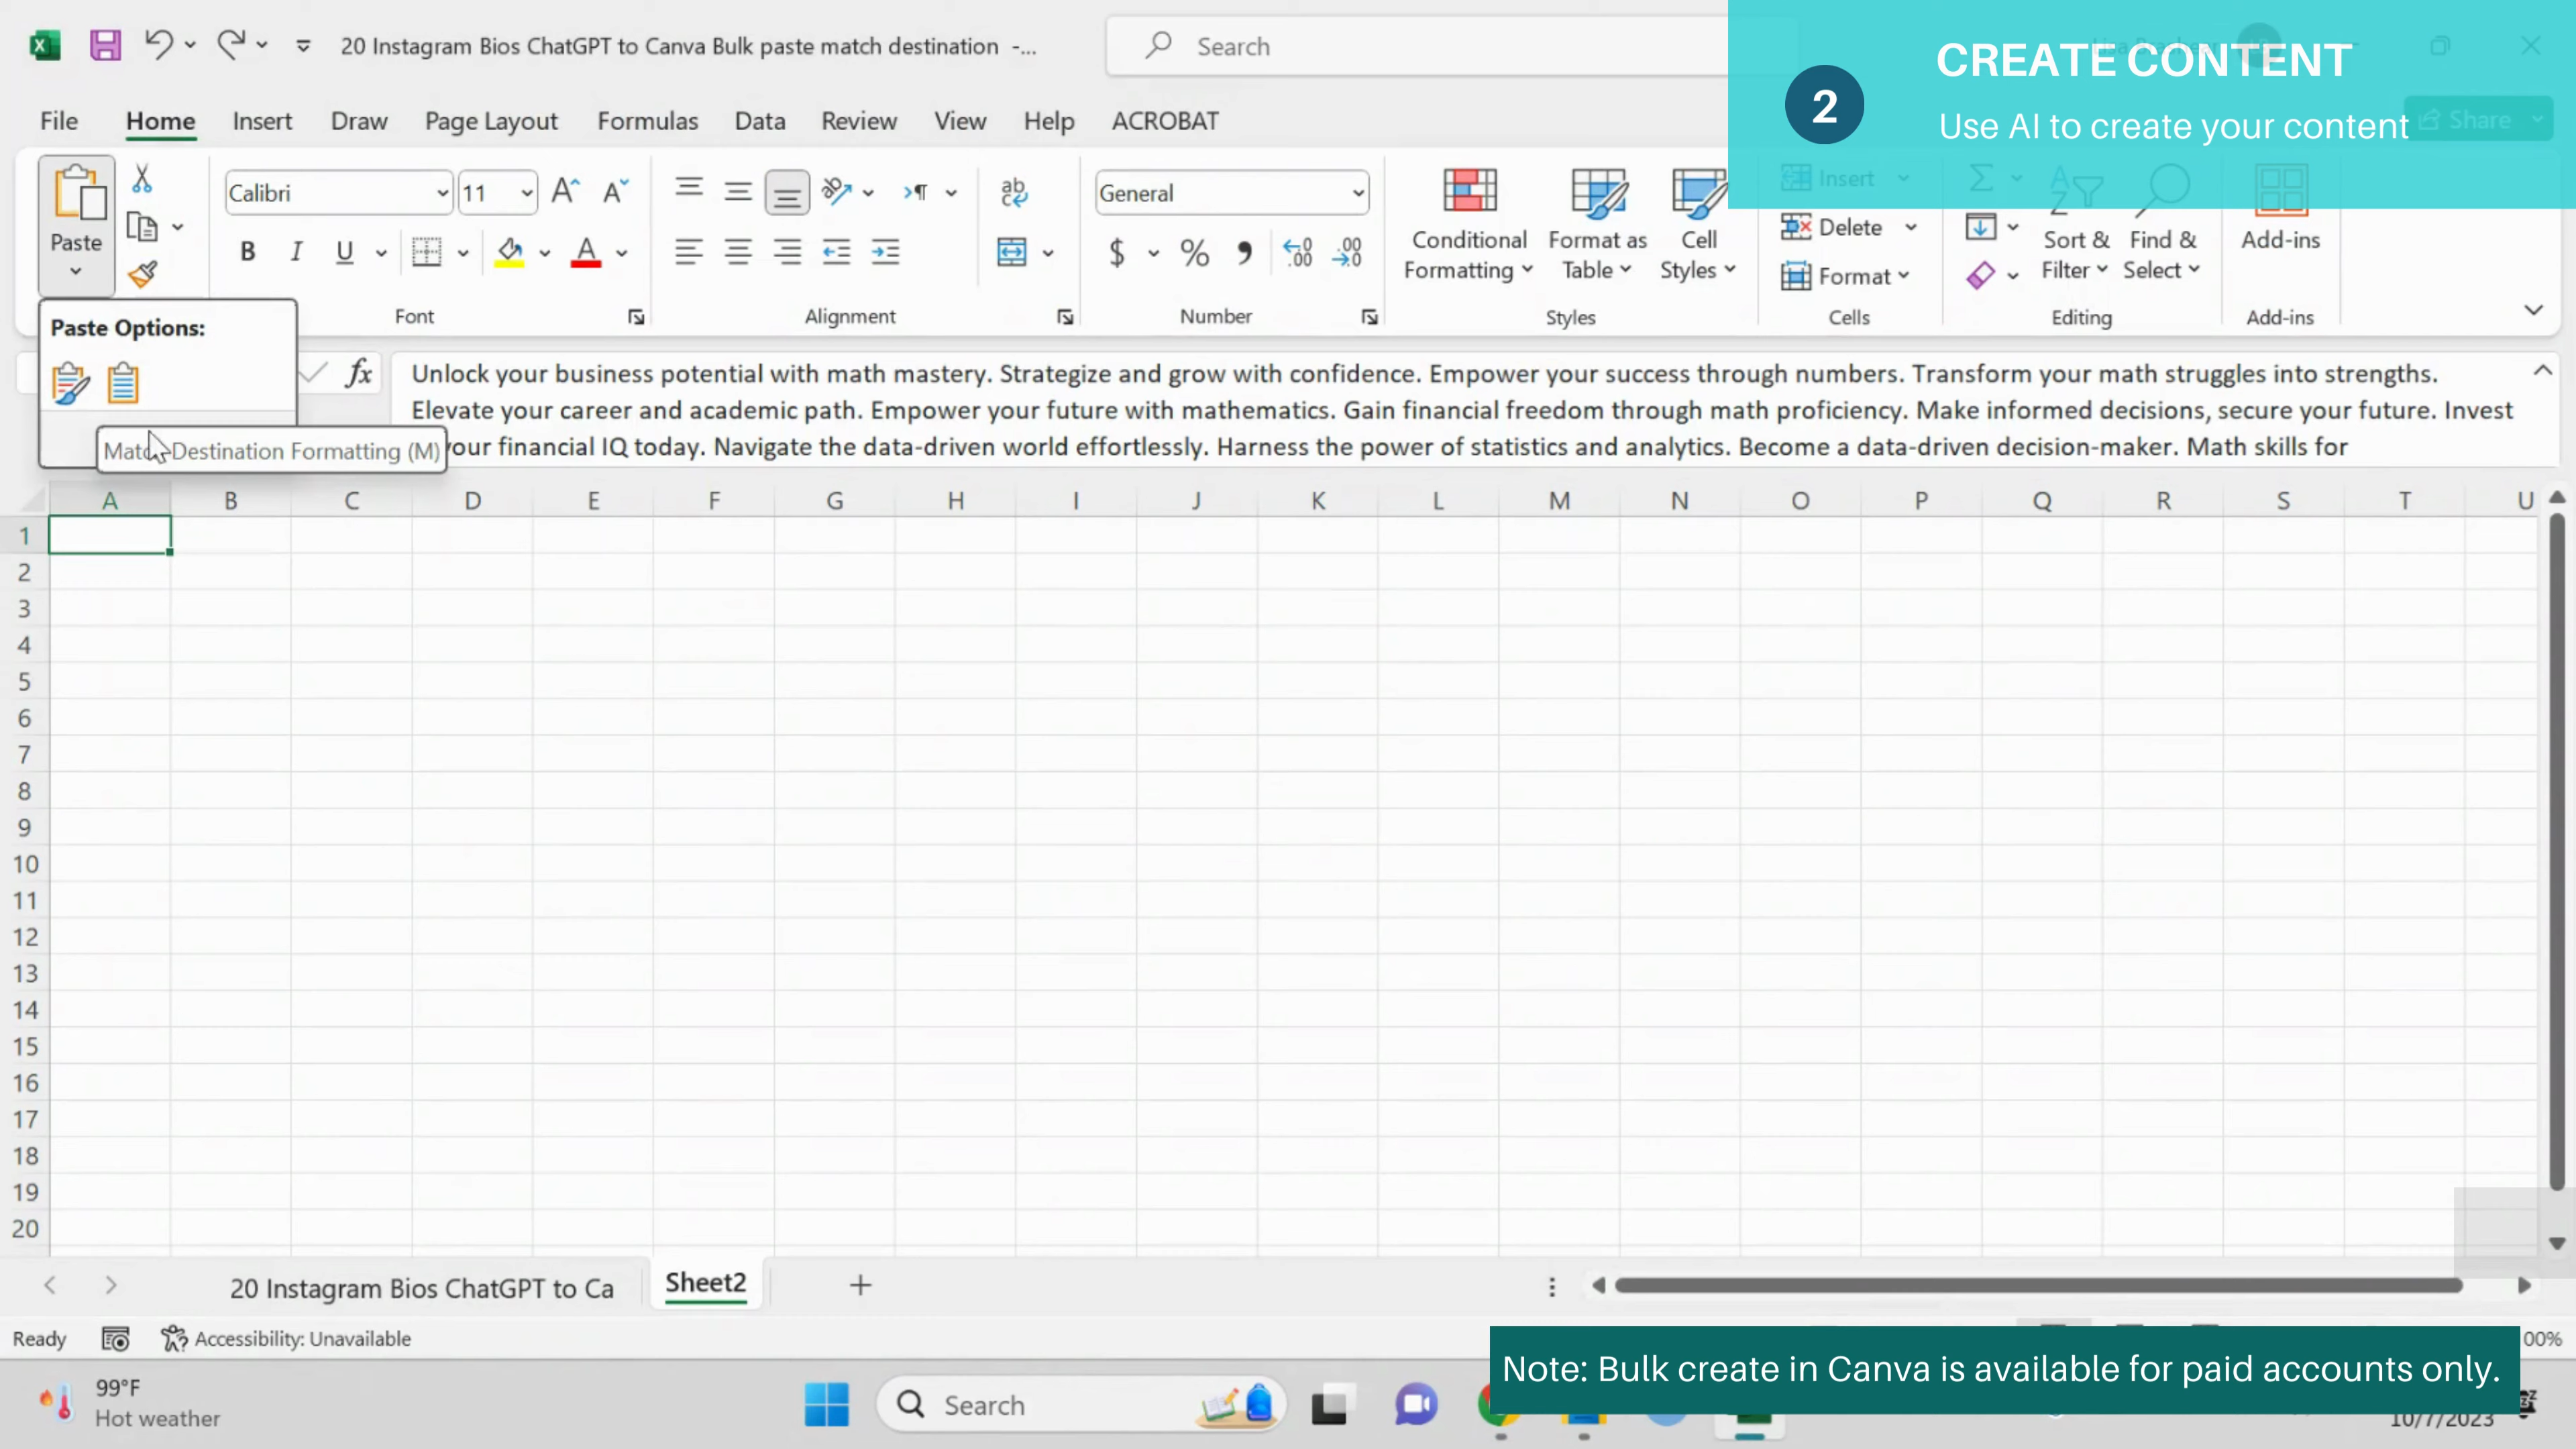 20 Instagram Bios ChatGPT to Canva Bulk paste match destination -...
Search
CREATE CONTENT
2
Use AI to create your content
Share
File Home Insert Draw Page Layout Formulas Data Review View Help ACROBAT
Paste
Calibri 11
General
Conditional Formatting
Format as Table
Cell Styles
Insert
Delete
Format
Sort & Filter
Find & Select
Add-ins
Font Alignment Number Styles Cells Editing Add-ins
Paste Options:
Match Destination Formatting (M)
Unlock your business potential with math mastery. Strategize and grow with confidence. Empower your success through numbers. Transform your math struggles into strengths.
Elevate your career and academic path. Empower your future with mathematics. Gain financial freedom through math proficiency. Make informed decisions, secure your future. Invest
your financial IQ today. Navigate the data-driven world effortlessly. Harness the power of statistics and analytics. Become a data-driven decision-maker. Math skills for
A B C D E F G H I J K L M N O P Q R S T U
1
2
3
4
5
6
7
8
9
10
11
12
13
14
15
16
17
18
19
20
20 Instagram Bios ChatGPT to Ca
Sheet2
Ready
Accessibility: Unavailable
00%
Note: Bulk create in Canva is available for paid accounts only.
99°F
Hot weather
Search
10/7/2023